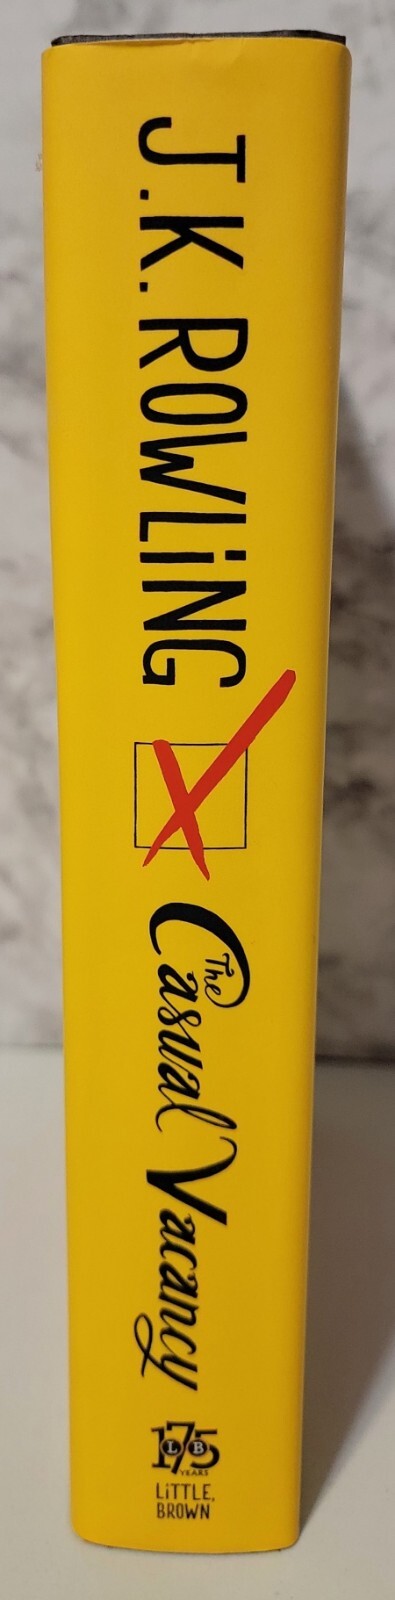 J.K. ROWLiNG
The
Casual Vacancy
175
LB
YEARS
LiTTLE,
BROWN